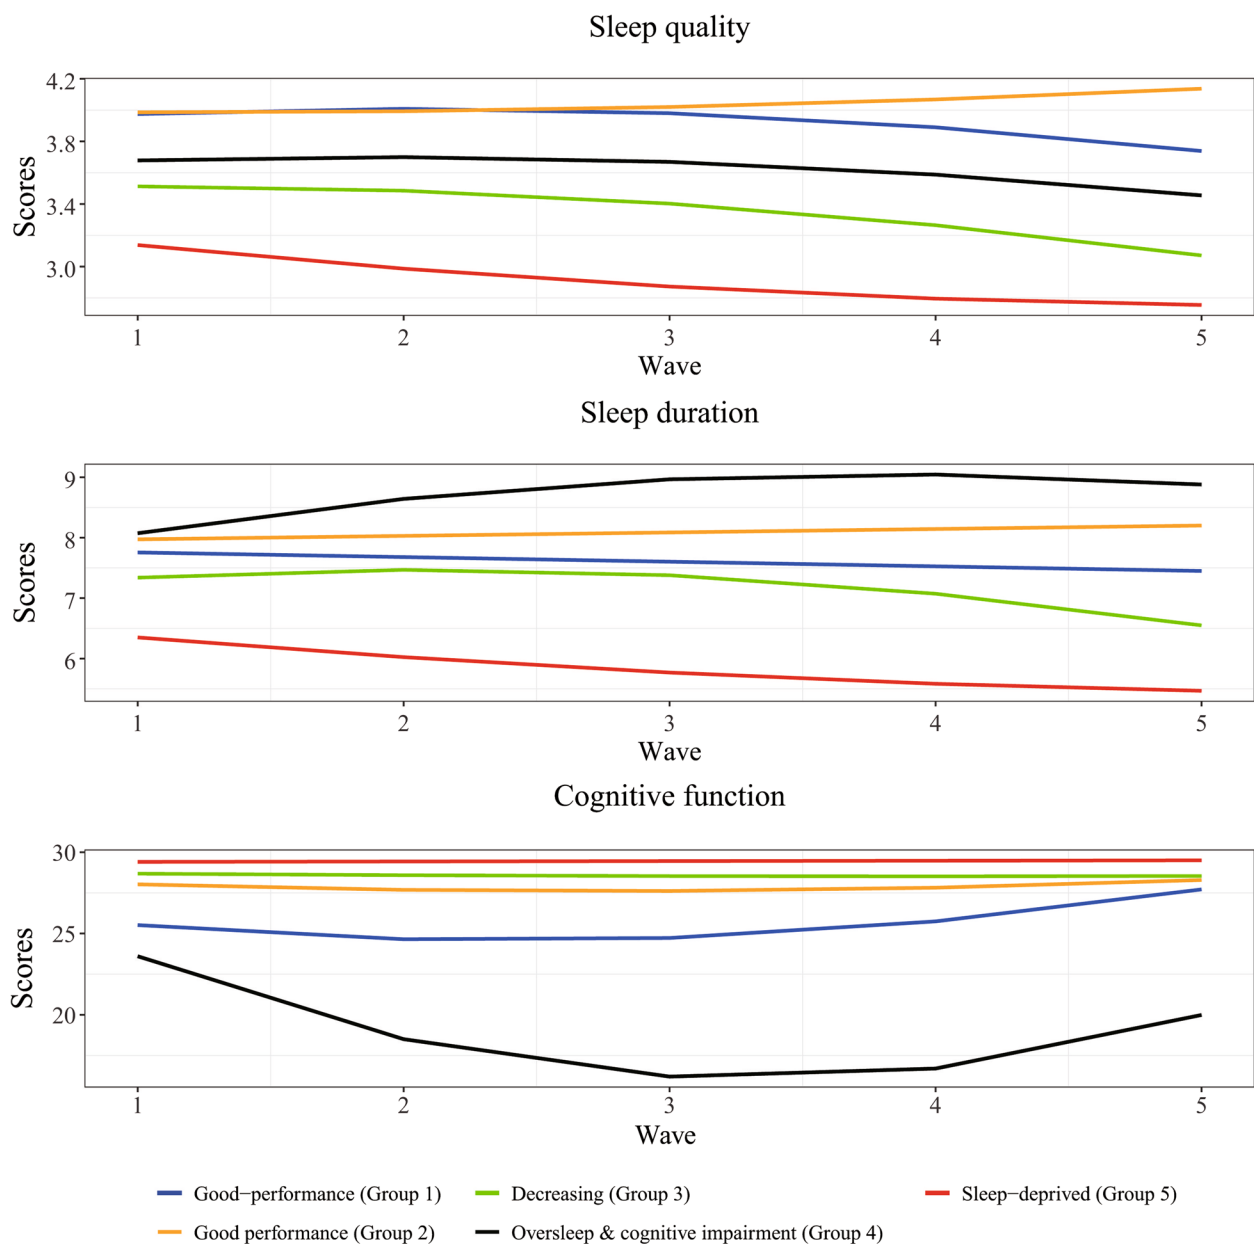 Sleep quality
4.2
3.8
3.4
3.0
Scores
1 2 3 4 5
Wave
Sleep duration
9
8
7
6
Scores
1 2 3 4 5
Wave
Cognitive function
30
25
20
Scores
1 2 3 4 5
Wave
Good−performance (Group 1) Decreasing (Group 3) Sleep−deprived (Group 5)
Good performance (Group 2) Oversleep & cognitive impairment (Group 4)